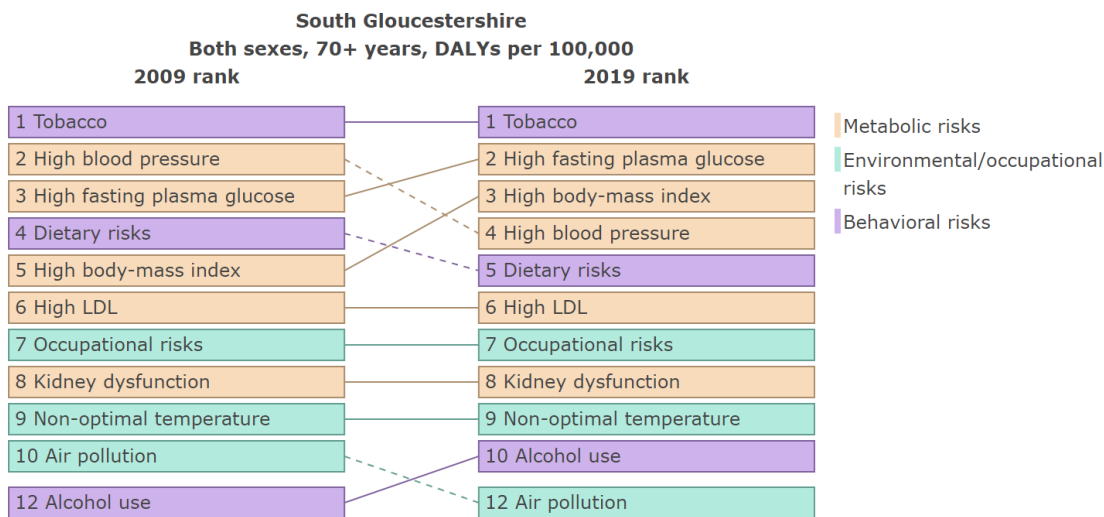 South Gloucestershire
Both sexes, 70+ years, DALYs per 100,000
2009 rank
2019 rank
1 Tobacco
2 High blood pressure
3 High fasting plasma glucose
4 Dietary risks
5 High body-mass index
6 High LDL
7 Occupational risks
8 Kidney dysfunction
9 Non-optimal temperature
10 Air pollution
12 Alcohol use
1 Tobacco
2 High fasting plasma glucose
3 High body-mass index
4 High blood pressure
5 Dietary risks
6 High LDL
7 Occupational risks
8 Kidney dysfunction
9 Non-optimal temperature
10 Alcohol use
12 Air pollution
Metabolic risks
Environmental/occupational
risks
Behavioral risks